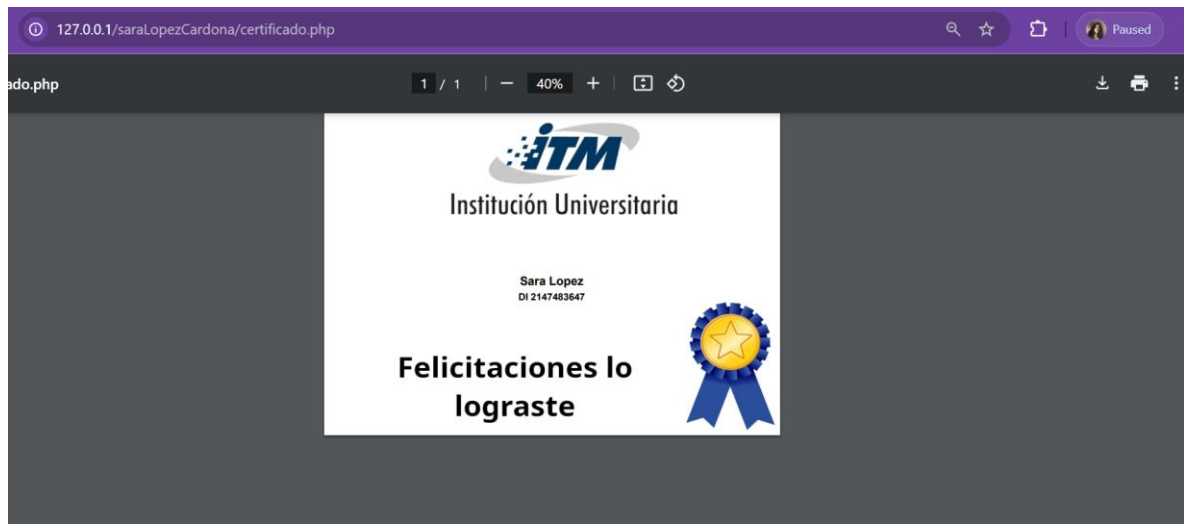 127.0.0.1/saraLopezCardona/certificado.php
Paused
ado.php
1 / 1
40%
iTM
Institución Universitaria
Sara Lopez
DI 2147483647
Felicitaciones lo
lograste